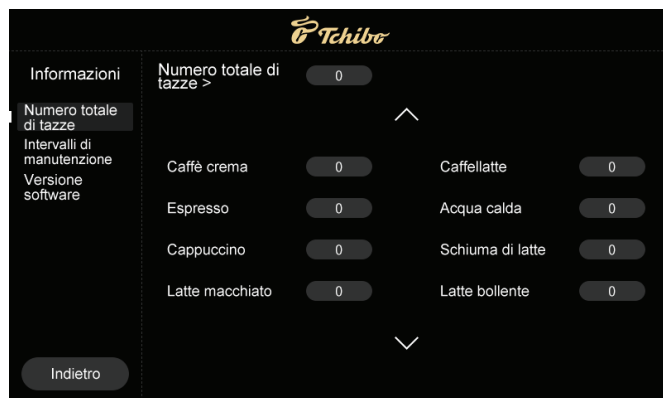 Tchibo
Informazioni
Numero totale
di tazze
Intervalli di
manutenzione
Versione
software
Indietro
Numero totale di
tazze >
0
Caffè crema 0
Caffellatte 0
Espresso 0
Acqua calda 0
Cappuccino 0
Schiuma di latte 0
Latte macchiato 0
Latte bollente 0